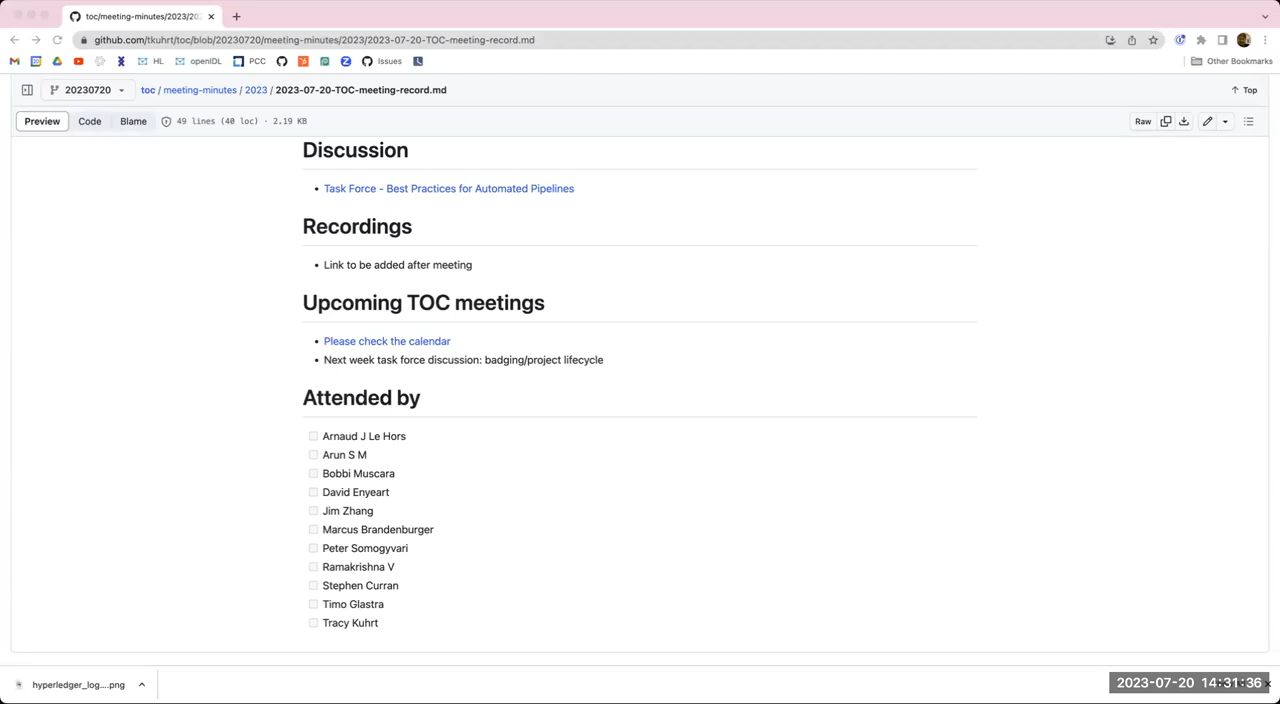 toc/meeting-minutes/2023/202
github.com/tkuhrt/toc/blob/20230720/meeting-minutes/2023/2023-07-20-TOC-meeting-record.md
HL
openIDL
PCC
Issues
Other Bookmarks
20230720
toc / meeting-minutes / 2023 / 2023-07-20-TOC-meeting-record.md
Top
Preview
Code
Blame
49 lines (40 loc) · 2.19 KB
Raw
Discussion
• Task Force - Best Practices for Automated Pipelines
Recordings
• Link to be added after meeting
Upcoming TOC meetings
• Please check the calendar
• Next week task force discussion: badging/project lifecycle
Attended by
Arnaud J Le Hors
Arun S M
Bobbi Muscara
David Enyeart
Jim Zhang
Marcus Brandenburger
Peter Somogyvari
Ramakrishna V
Stephen Curran
Timo Glastra
Tracy Kuhrt
hyperledger_log....png
2023-07-20 14:31:36